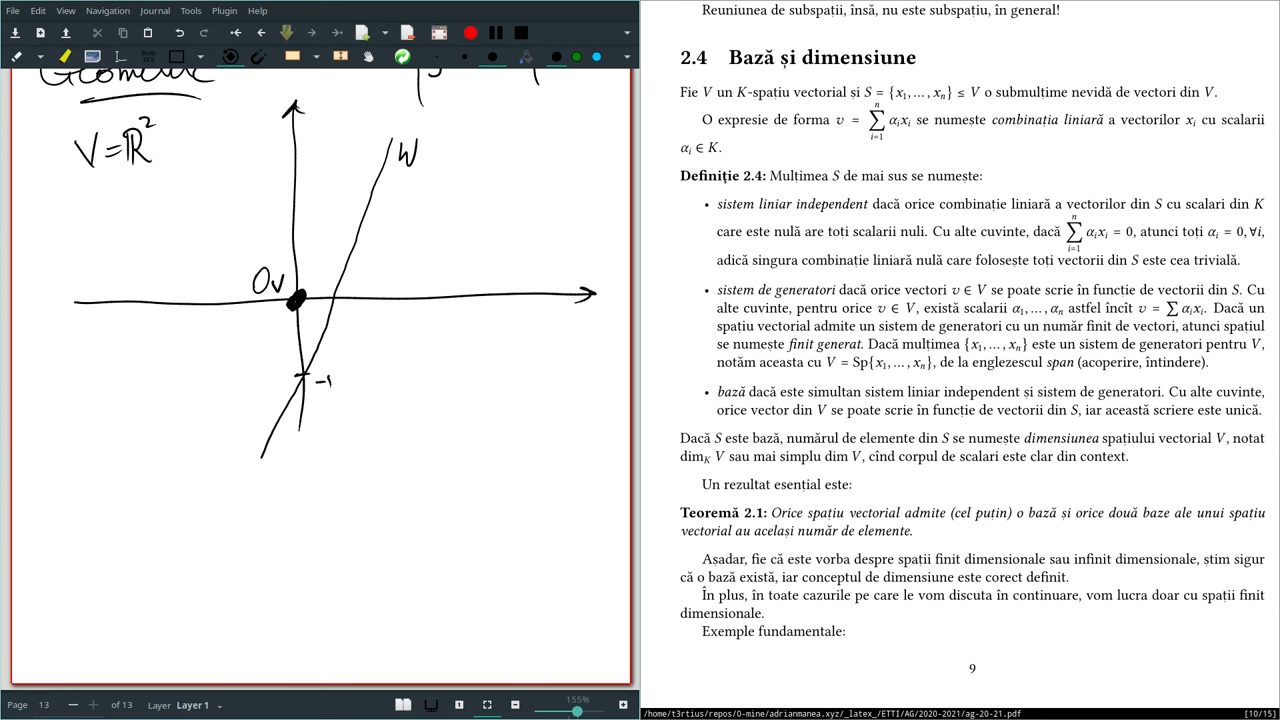 File Edit View Navigation Journal Tools Plugin Help
Math
TEX
Geometric
V=ℝ²
W
0v
-1
Page 13 of 13 Layer Layer 1 155%
Reuniunea de subspații, însă, nu este subspațiu, în general!
2.4 Bază și dimensiune
Fie V un K-spațiu vectorial și S = {x₁, … , xₙ} ≤ V o submulțime nevidă de vectori din V.
O expresie de forma v = ∑ⁿᵢ₌₁ αᵢxᵢ se numește combinația liniară a vectorilor xᵢ cu scalarii
αᵢ ∈ K.
Definiție 2.4: Mulțimea S de mai sus se numește:
• sistem liniar independent dacă orice combinație liniară a vectorilor din S cu scalari din K
care este nulă are toți scalarii nuli. Cu alte cuvinte, dacă ∑ⁿᵢ₌₁ αᵢxᵢ = 0, atunci toți αᵢ = 0, ∀i,
adică singura combinație liniară nulă care folosește toți vectorii din S este cea trivială.
• sistem de generatori dacă orice vectori v ∈ V se poate scrie în funcție de vectorii din S. Cu
alte cuvinte, pentru orice v ∈ V, există scalarii α₁, … , αₙ astfel încît v = ∑ αᵢxᵢ. Dacă un
spațiu vectorial admite un sistem de generatori cu un număr finit de vectori, atunci spațiul
se numește finit generat. Dacă mulțimea {x₁, … , xₙ} este un sistem de generatori pentru V,
notăm aceasta cu V = Sp{x₁, … , xₙ}, de la englezescul span (acoperire, întindere).
• bază dacă este simultan sistem liniar independent și sistem de generatori. Cu alte cuvinte,
orice vector din V se poate scrie în funcție de vectorii din S, iar această scriere este unică.
Dacă S este bază, numărul de elemente din S se numește dimensiunea spațiului vectorial V, notat
dim_K V sau mai simplu dim V, cînd corpul de scalari este clar din context.
Un rezultat esențial este:
Teoremă 2.1: Orice spațiu vectorial admite (cel puțin) o bază și orice două baze ale unui spațiu
vectorial au același număr de elemente.
Așadar, fie că este vorba despre spații finit dimensionale sau infinit dimensionale, știm sigur
că o bază există, iar conceptul de dimensiune este corect definit.
În plus, în toate cazurile pe care le vom discuta în continuare, vom lucra doar cu spații finit
dimensionale.
Exemple fundamentale:
9
/home/t3rtius/repos/0-mine/adrianmanea.xyz/_latex_/ETTI/AG/2020-2021/ag-20-21.pdf [10/15]